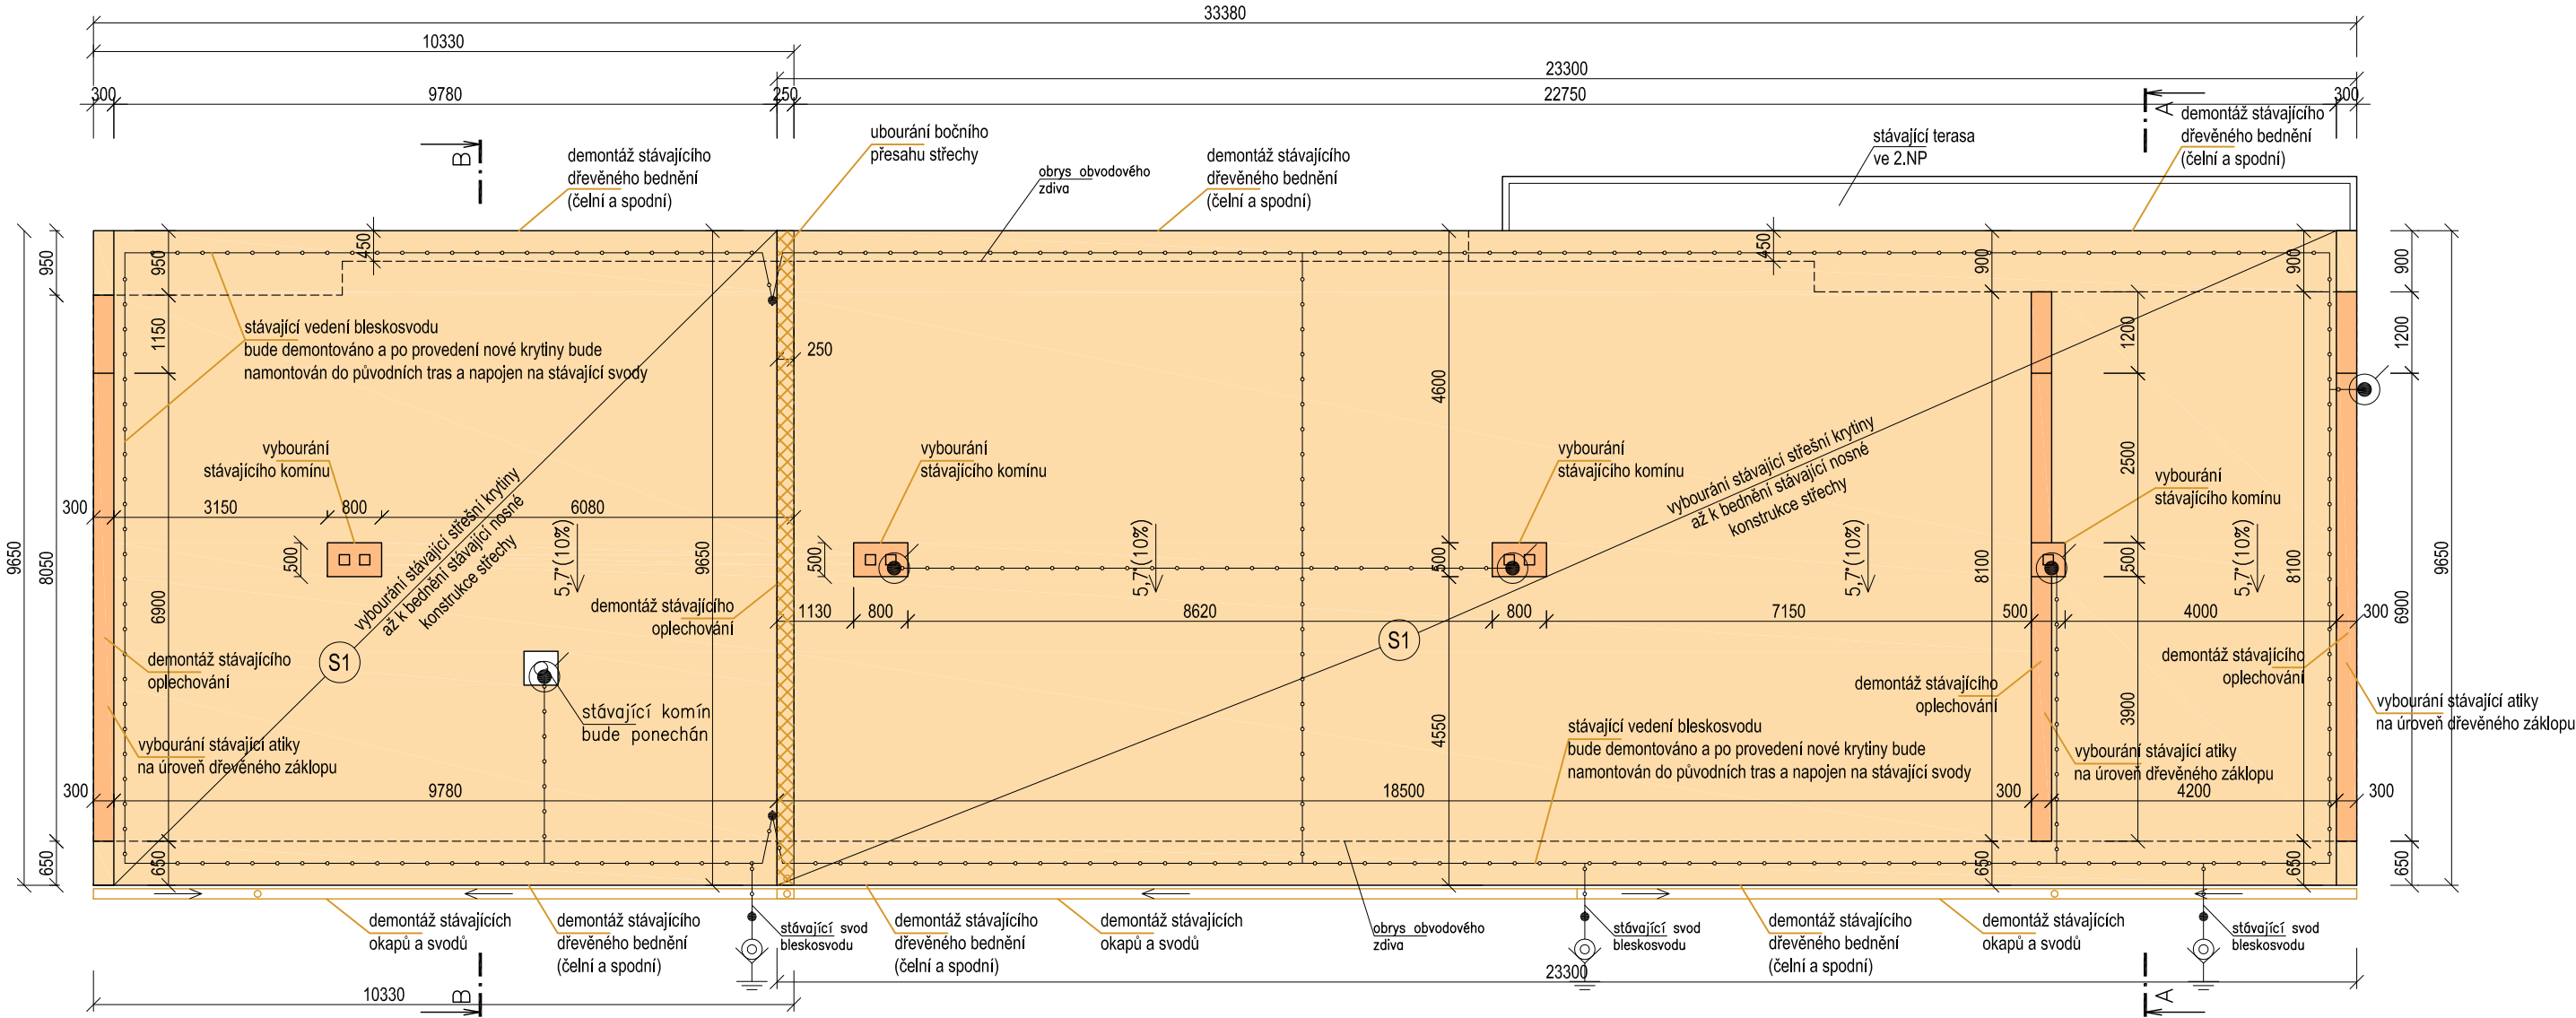 33380
10330
23300
300
9780
250
22750
300
B
A
demontáž stávajícího
dřevěného bednění
(čelní a spodní)
ubourání bočního
přesahu střechy
obrys obvodového
zdiva
demontáž stávajícího
dřevěného bednění
(čelní a spodní)
stávající terasa
ve 2.NP
demontáž stávajícího
dřevěného bednění
(čelní a spodní)
950
950
450
450
900
900
900
1150
stávající vedení bleskosvodu
bude demontováno a po provedení nové krytiny bude
namontován do původních tras a napojen na stávající svody
250
4600
1200
1200
vybourání
stávajícího komínu
vybourání
stávajícího komínu
vybourání
stávajícího komínu
vybourání
stávajícího komínu
2500
vybourání stávající střešní krytiny
až k bednění stávající nosné
konstrukce střechy
vybourání stávající střešní krytiny
až k bednění stávající nosné
konstrukce střechy
300
3150
800
6080
9650
8050
6900
500
5,7°(10%)
9650
500
5,7°(10%)
500
5,7°(10%)
8100
500
5,7°(10%)
8100
6900
9650
demontáž stávajícího
oplechování
1130
800
8620
800
7150
500
4000
300
S1
S1
demontáž stávajícího
oplechování
demontáž stávajícího
oplechování
demontáž stávajícího
oplechování
stávající komín
bude ponechán
vybourání stávající atiky
na úroveň dřevěného záklopu
4550
stávající vedení bleskosvodu
bude demontováno a po provedení nové krytiny bude
namontován do původních tras a napojen na stávající svody
3900
vybourání stávající atiky
na úroveň dřevěného záklopu
vybourání stávající atiky
na úroveň dřevěného záklopu
300
9780
18500
300
4200
300
650
650
650
650
650
demontáž stávajících
okapů a svodů
demontáž stávajícího
dřevěného bednění
(čelní a spodní)
stávající svod
bleskosvodu
demontáž stávajícího
dřevěného bednění
(čelní a spodní)
demontáž stávajících
okapů a svodů
obrys obvodového
zdiva
stávající svod
bleskosvodu
demontáž stávajícího
dřevěného bednění
(čelní a spodní)
demontáž stávajících
okapů a svodů
stávající svod
bleskosvodu
23300
10330
B
A